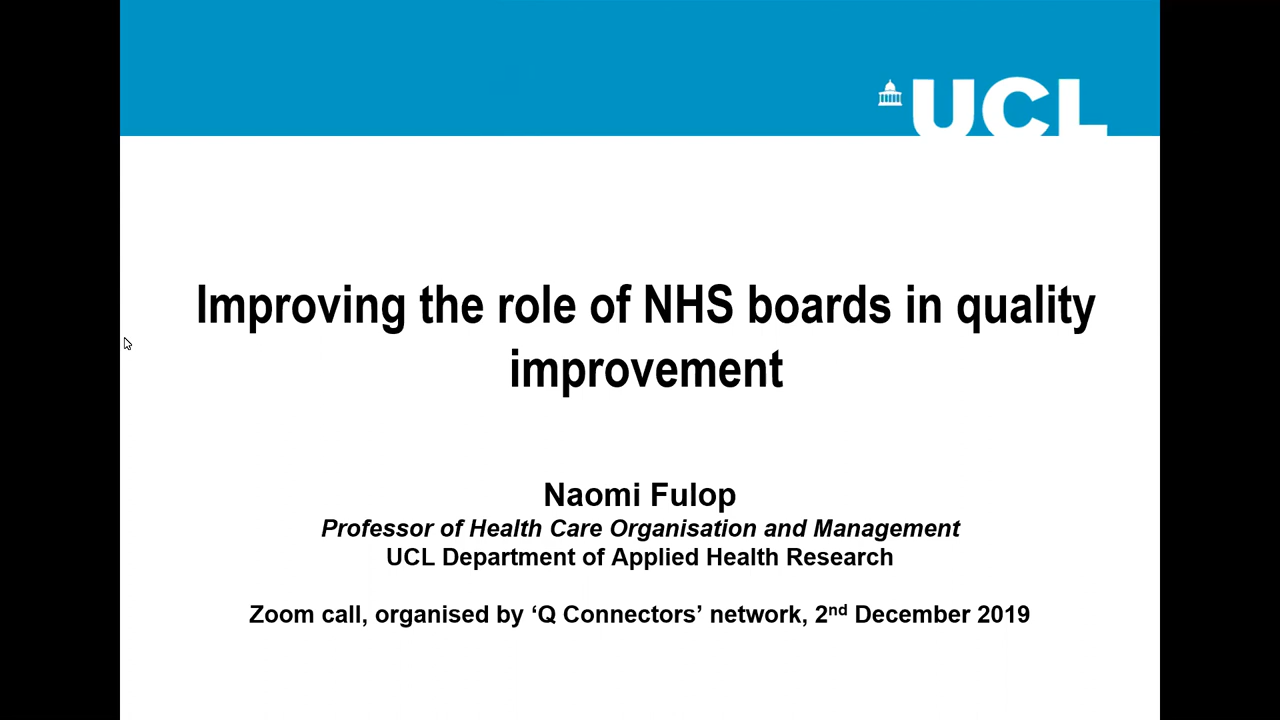 UCL
Improving the role of NHS boards in quality
improvement
Naomi Fulop
Professor of Health Care Organisation and Management
UCL Department of Applied Health Research
Zoom call, organised by ‘Q Connectors’ network, 2nd December 2019